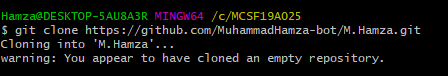 Hamza@DESKTOP-5AU8A3R MINGW64 /c/MCSF19A025
$ git clone https://github.com/MuhammadHamza-bot/M.Hamza.git
Cloning into 'M.Hamza'...
warning: You appear to have cloned an empty repository.